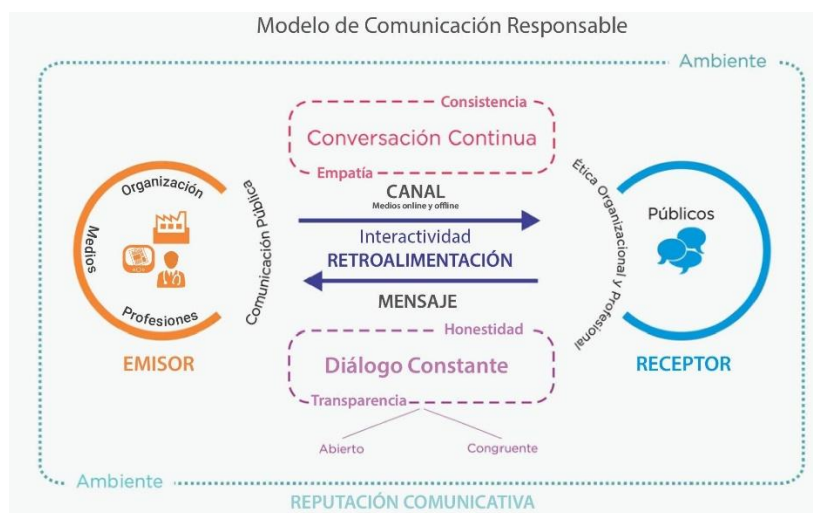 Modelo de Comunicación Responsable
Ambiente
Consistencia
Conversación Continua
Empatía
Organización
Medios
Profesiones
EMISOR
Comunicación Pública
CANAL
Medios online y offline
Interactividad
RETROALIMENTACIÓN
MENSAJE
Ética Organizacional y Profesional
Públicos
RECEPTOR
Honestidad
Diálogo Constante
Transparencia
Abierto
Congruente
Ambiente
REPUTACIÓN COMUNICATIVA